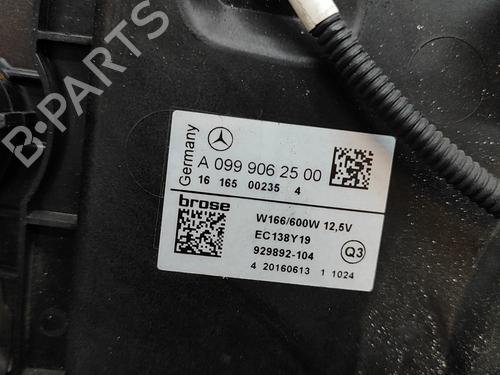 B-PARTS
Germany
A 099 906 25 00
16 165 00235 4
brose
W166/600W 12,5V
EC138Y19
929892-104
Q3
4 20160613 1 1024